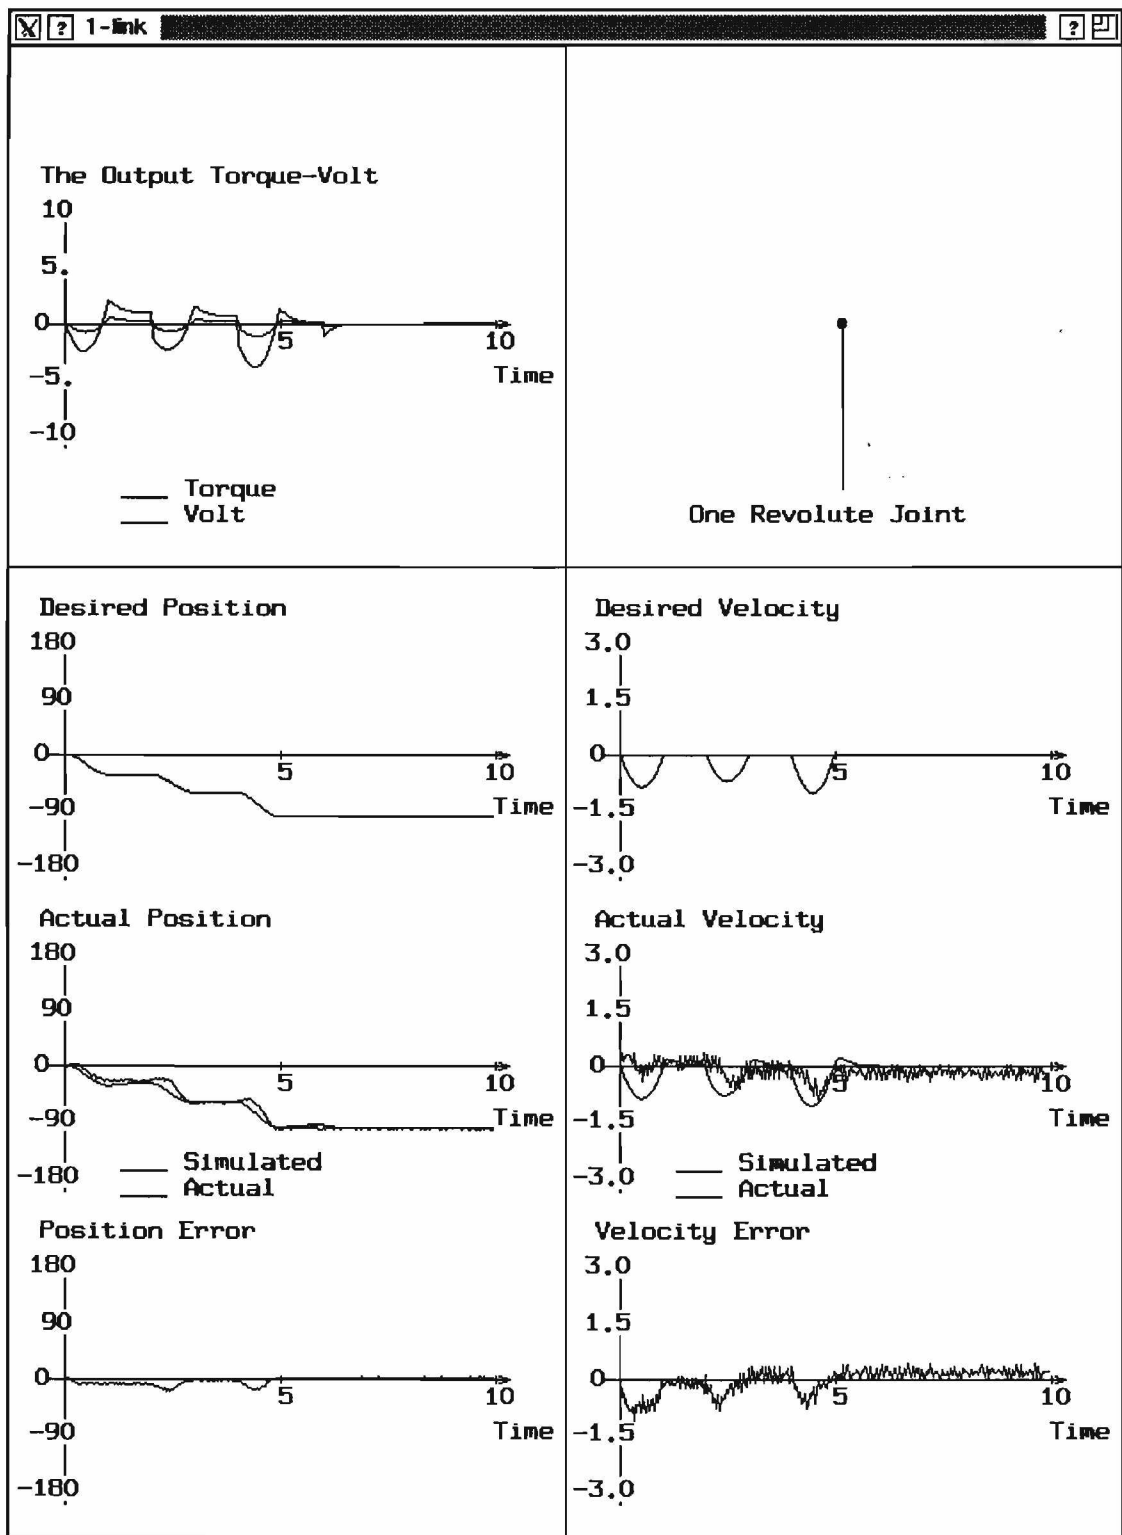 ? 1-link ?
The Output Torque-Volt
10
5.
0
5
10
-5.
Time
-10
Torque
Volt
One Revolute Joint
Desired Position
180
90
0
5
10
-90
Time
-180
Desired Velocity
3.0
1.5
0
5
10
-1.5
Time
-3.0
Actual Position
180
90
0
5
10
-90
Time
-180
Simulated
Actual
Actual Velocity
3.0
1.5
0
5
10
-1.5
Time
-3.0
Simulated
Actual
Position Error
180
90
0
5
10
-90
Time
-180
Velocity Error
3.0
1.5
0
5
10
-1.5
Time
-3.0